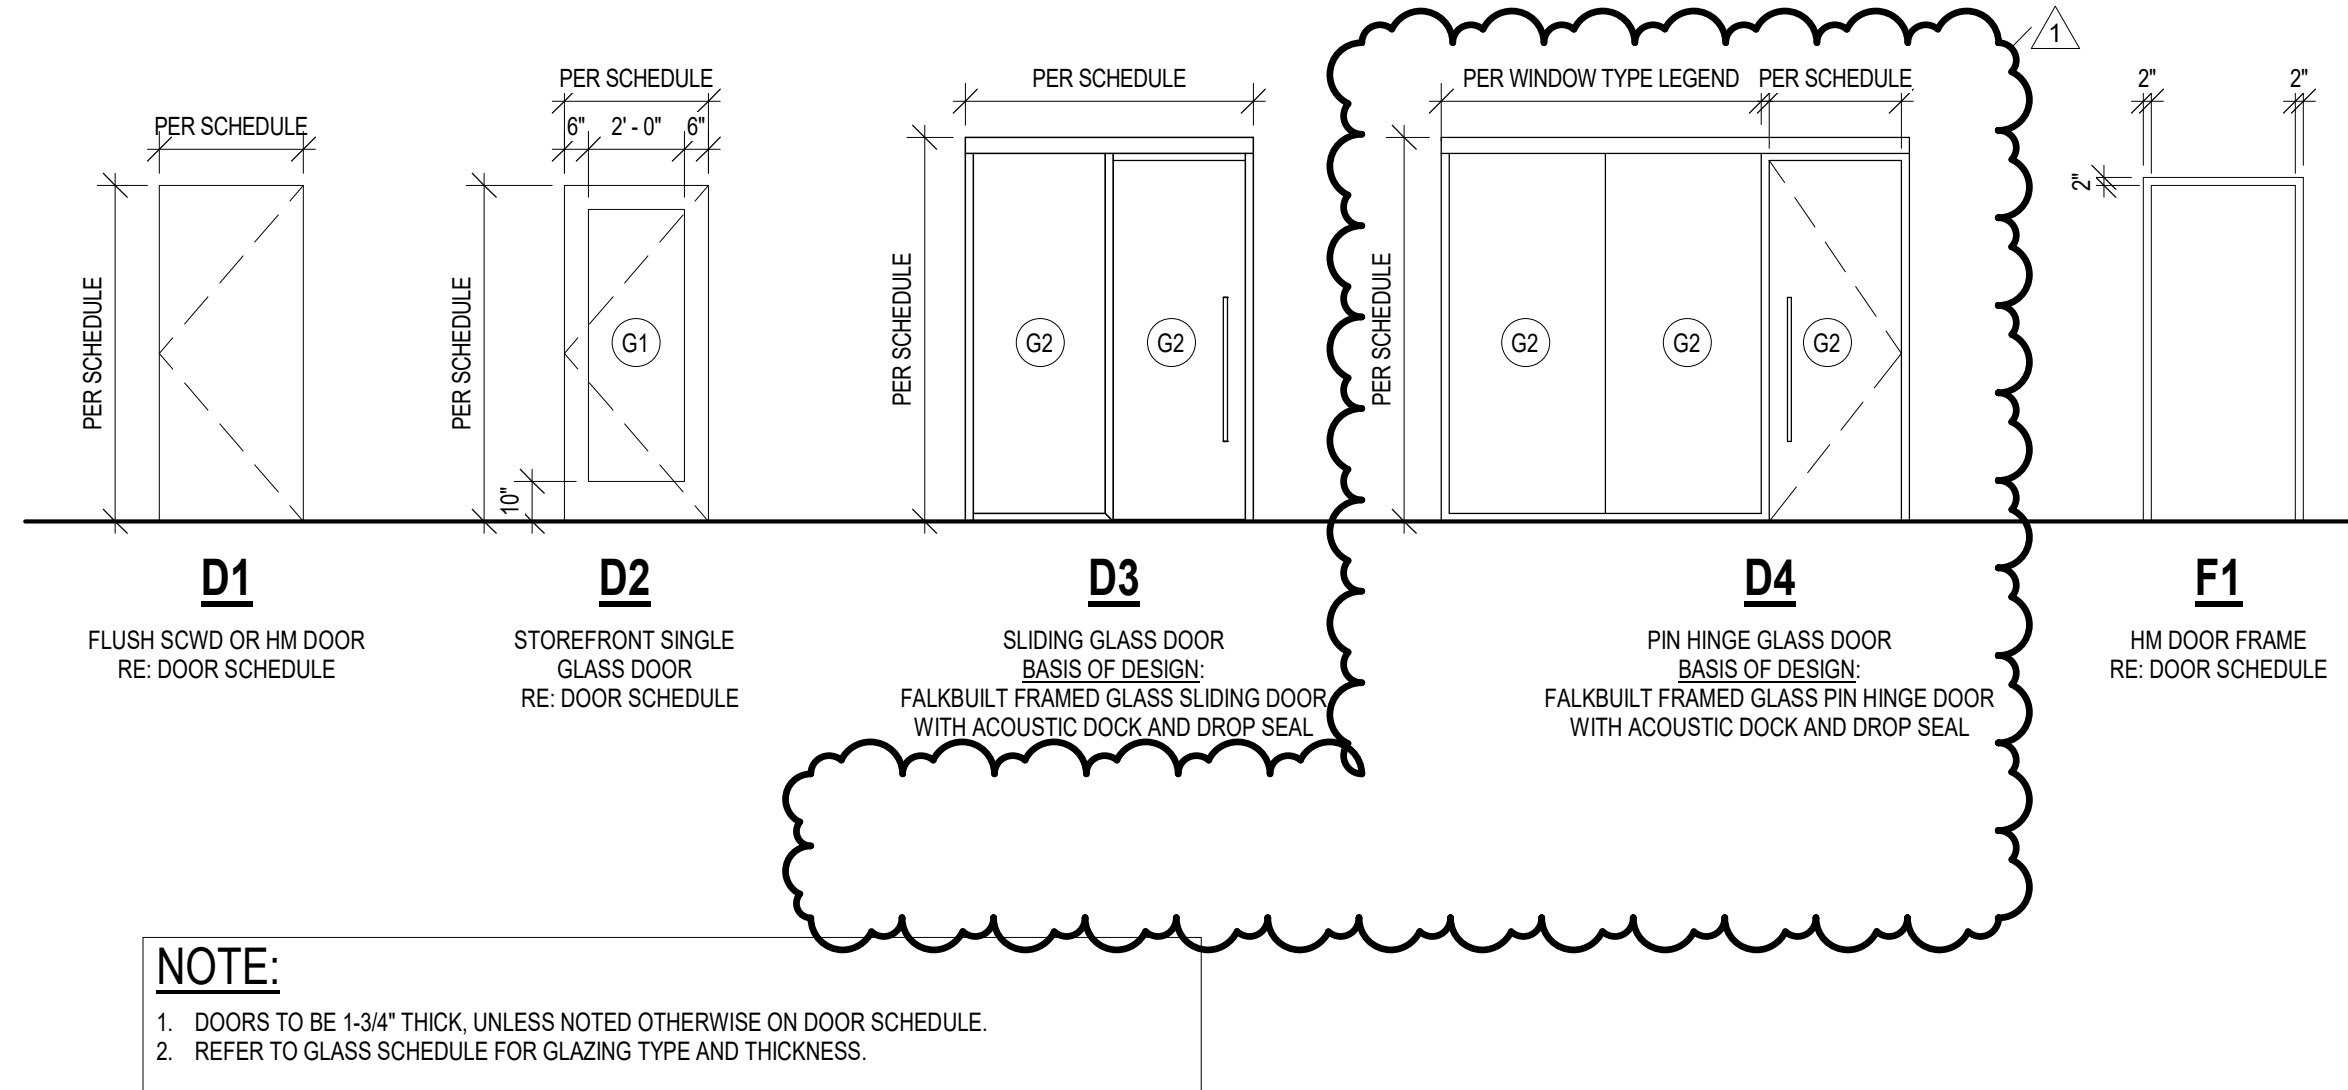 PER SCHEDULE
PER SCHEDULE
D1
FLUSH SCWD OR HM DOOR
RE: DOOR SCHEDULE
PER SCHEDULE
6" 2' - 0" 6"
PER SCHEDULE
G1
10"
D2
STOREFRONT SINGLE
GLASS DOOR
RE: DOOR SCHEDULE
PER SCHEDULE
PER SCHEDULE
G2 G2
D3
SLIDING GLASS DOOR
BASIS OF DESIGN:
FALKBUILT FRAMED GLASS SLIDING DOOR
WITH ACOUSTIC DOCK AND DROP SEAL
1
PER WINDOW TYPE LEGEND PER SCHEDULE
PER SCHEDULE
G2 G2 G2
D4
PIN HINGE GLASS DOOR
BASIS OF DESIGN:
FALKBUILT FRAMED GLASS PIN HINGE DOOR
WITH ACOUSTIC DOCK AND DROP SEAL
2" 2"
2"
F1
HM DOOR FRAME
RE: DOOR SCHEDULE
NOTE:
1. DOORS TO BE 1-3/4" THICK, UNLESS NOTED OTHERWISE ON DOOR SCHEDULE.
2. REFER TO GLASS SCHEDULE FOR GLAZING TYPE AND THICKNESS.